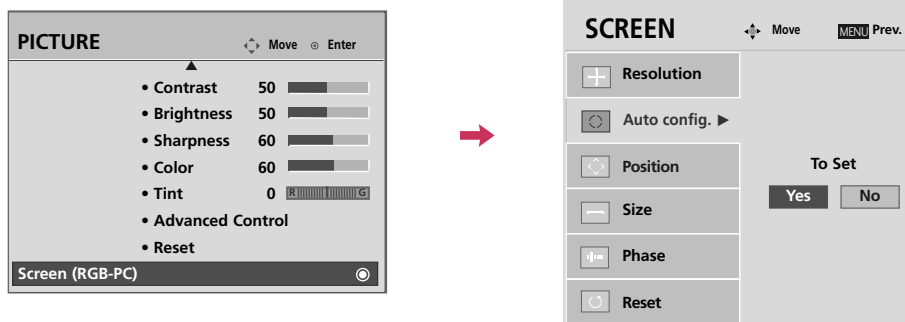 PICTURE
Move Enter
• Contrast 50
• Brightness 50
• Sharpness 60
• Color 60
• Tint 0 R G
• Advanced Control
• Reset
Screen (RGB-PC)
SCREEN
Move MENU Prev.
Resolution
Auto config. ►
Position
Size
Phase
Reset
To Set
Yes No